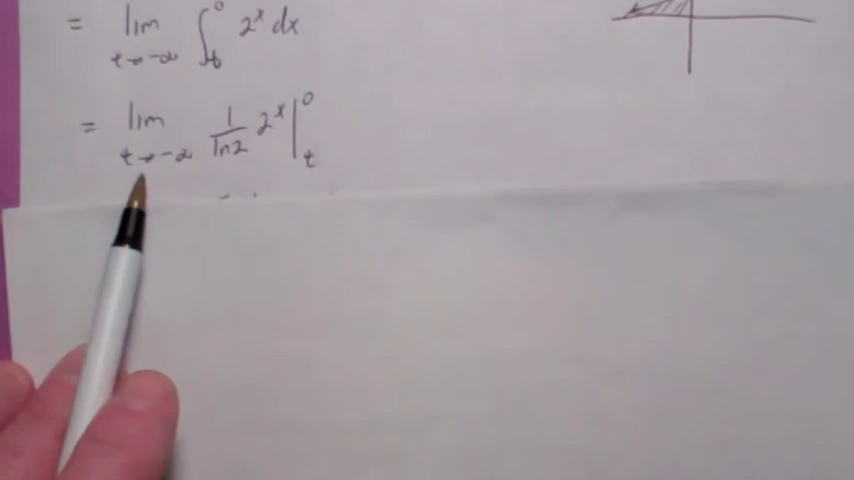 = lim t→-∞ ∫_t^0 2^x dx
= lim t→-∞ 1/ln2 2^x |_t^0